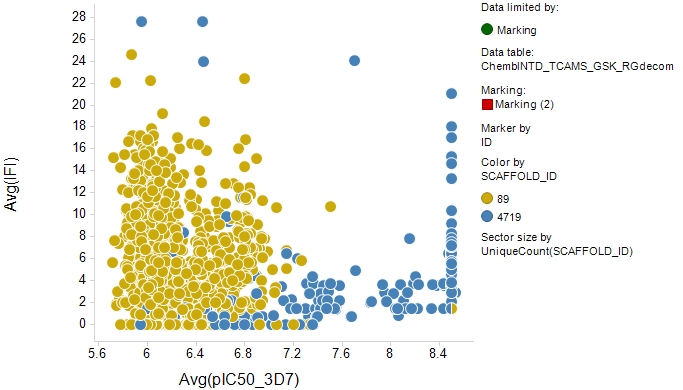 Data limited by:
Marking
Data table:
ChemblNTD_TCAMS_GSK_RGdecom
Marking:
Marking (2)
Marker by
ID
Color by
SCAFFOLD_ID
89
4719
Sector size by
UniqueCount(SCAFFOLD_ID)
Avg(IFI)
28
26
24
22
20
18
16
14
12
10
8
6
4
2
0
5.6 6 6.4 6.8 7.2 7.6 8 8.4
Avg(pIC50_3D7)